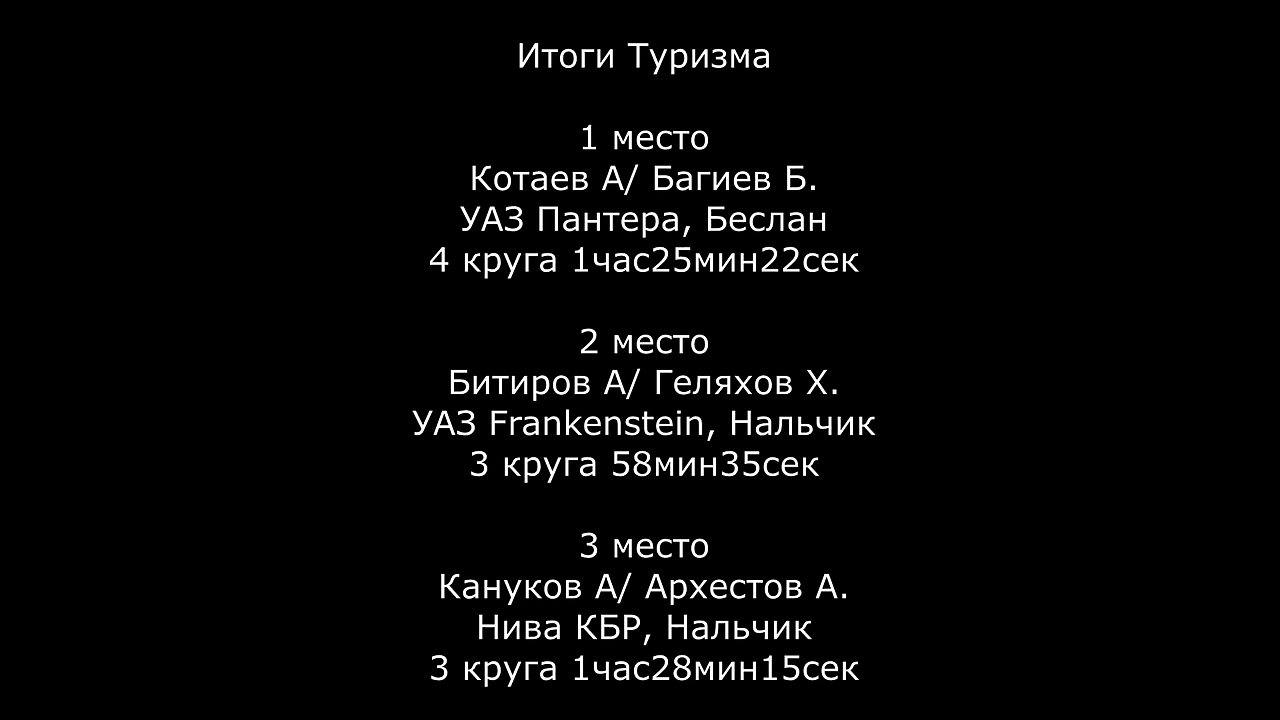 Итоги Туризма
1 место
Котаев А/ Багиев Б.
УАЗ Пантера, Беслан
4 круга 1час25мин22сек
2 место
Битиров А/ Геляхов Х.
УАЗ Frankenstein, Нальчик
3 круга 58мин35сек
3 место
Кануков А/ Архестов А.
Нива КБР, Нальчик
3 круга 1час28мин15сек